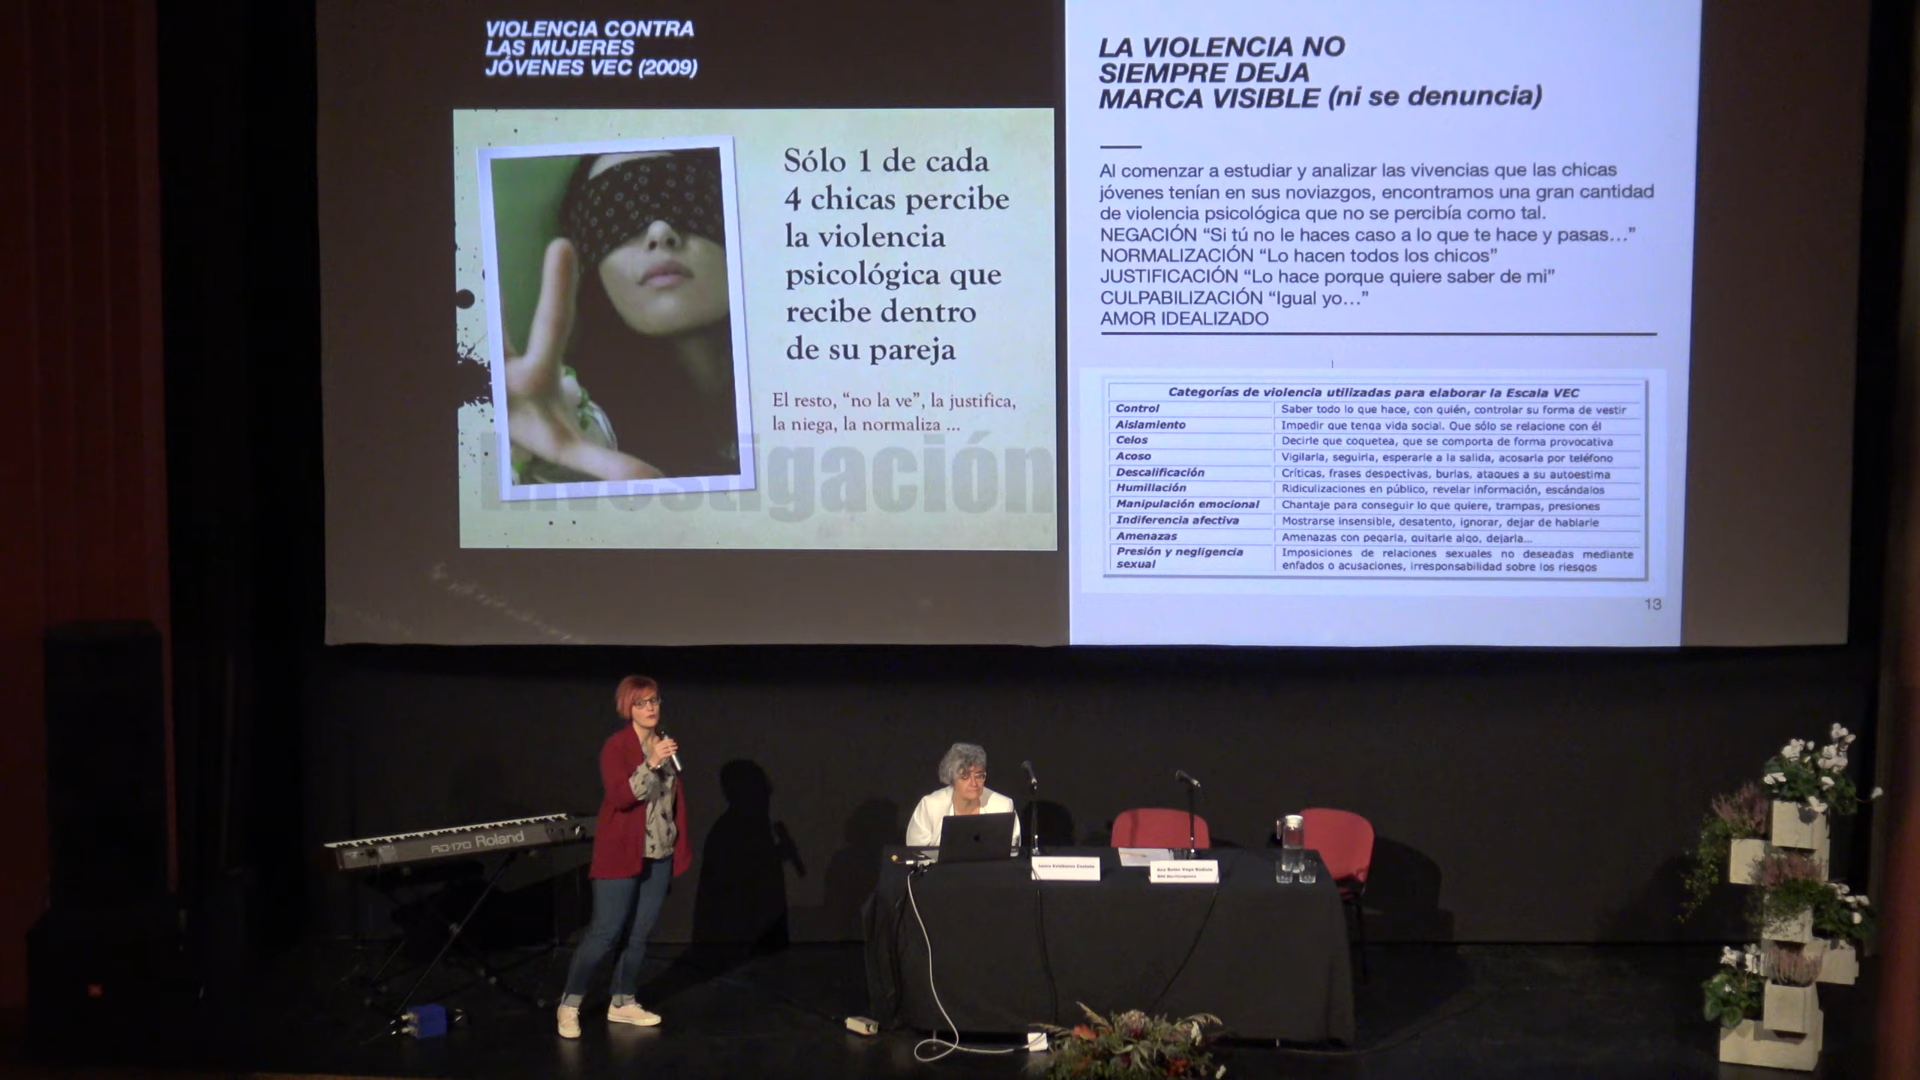 VIOLENCIA CONTRA
LAS MUJERES
JÓVENES VEC (2009)
Sólo 1 de cada
4 chicas percibe
la violencia
psicológica que
recibe dentro
de su pareja
El resto, “no la ve”, la justifica,
la niega, la normaliza ...
Investigación
LA VIOLENCIA NO
SIEMPRE DEJA
MARCA VISIBLE (ni se denuncia)
Al comenzar a estudiar y analizar las vivencias que las chicas
jóvenes tenían en sus noviazgos, encontramos una gran cantidad
de violencia psicológica que no se percibía como tal.
NEGACIÓN “Si tú no le haces caso a lo que te hace y pasas…”
NORMALIZACIÓN “Lo hacen todos los chicos”
JUSTIFICACIÓN “Lo hace porque quiere saber de mi”
CULPABILIZACIÓN “Igual yo…”
AMOR IDEALIZADO
Categorías de violencia utilizadas para elaborar la Escala VEC
Control Saber todo lo que hace, con quién, controlar su forma de vestir
Aislamiento Impedir que tenga vida social. Que sólo se relacione con él
Celos Decirle que coquetea, que se comporta de forma provocativa
Acoso Vigilarla, seguirla, esperarle a la salida, acosarla por teléfono
Descalificación Críticas, frases despectivas, burlas, ataques a su autoestima
Humillación Ridiculizaciones en público, revelar información, escándalos
Manipulación emocional Chantaje para conseguir lo que quiere, trampas, presiones
Indiferencia afectiva Mostrarse insensible, desatento, ignorar, dejar de hablarle
Amenazas Amenazas con pegarla, quitarle algo, dejarla...
Presión y negligencia Imposiciones de relaciones sexuales no deseadas mediante
sexual enfados o acusaciones, irresponsabilidad sobre los riesgos
13
RD-170 Roland
Ana Belen Vega